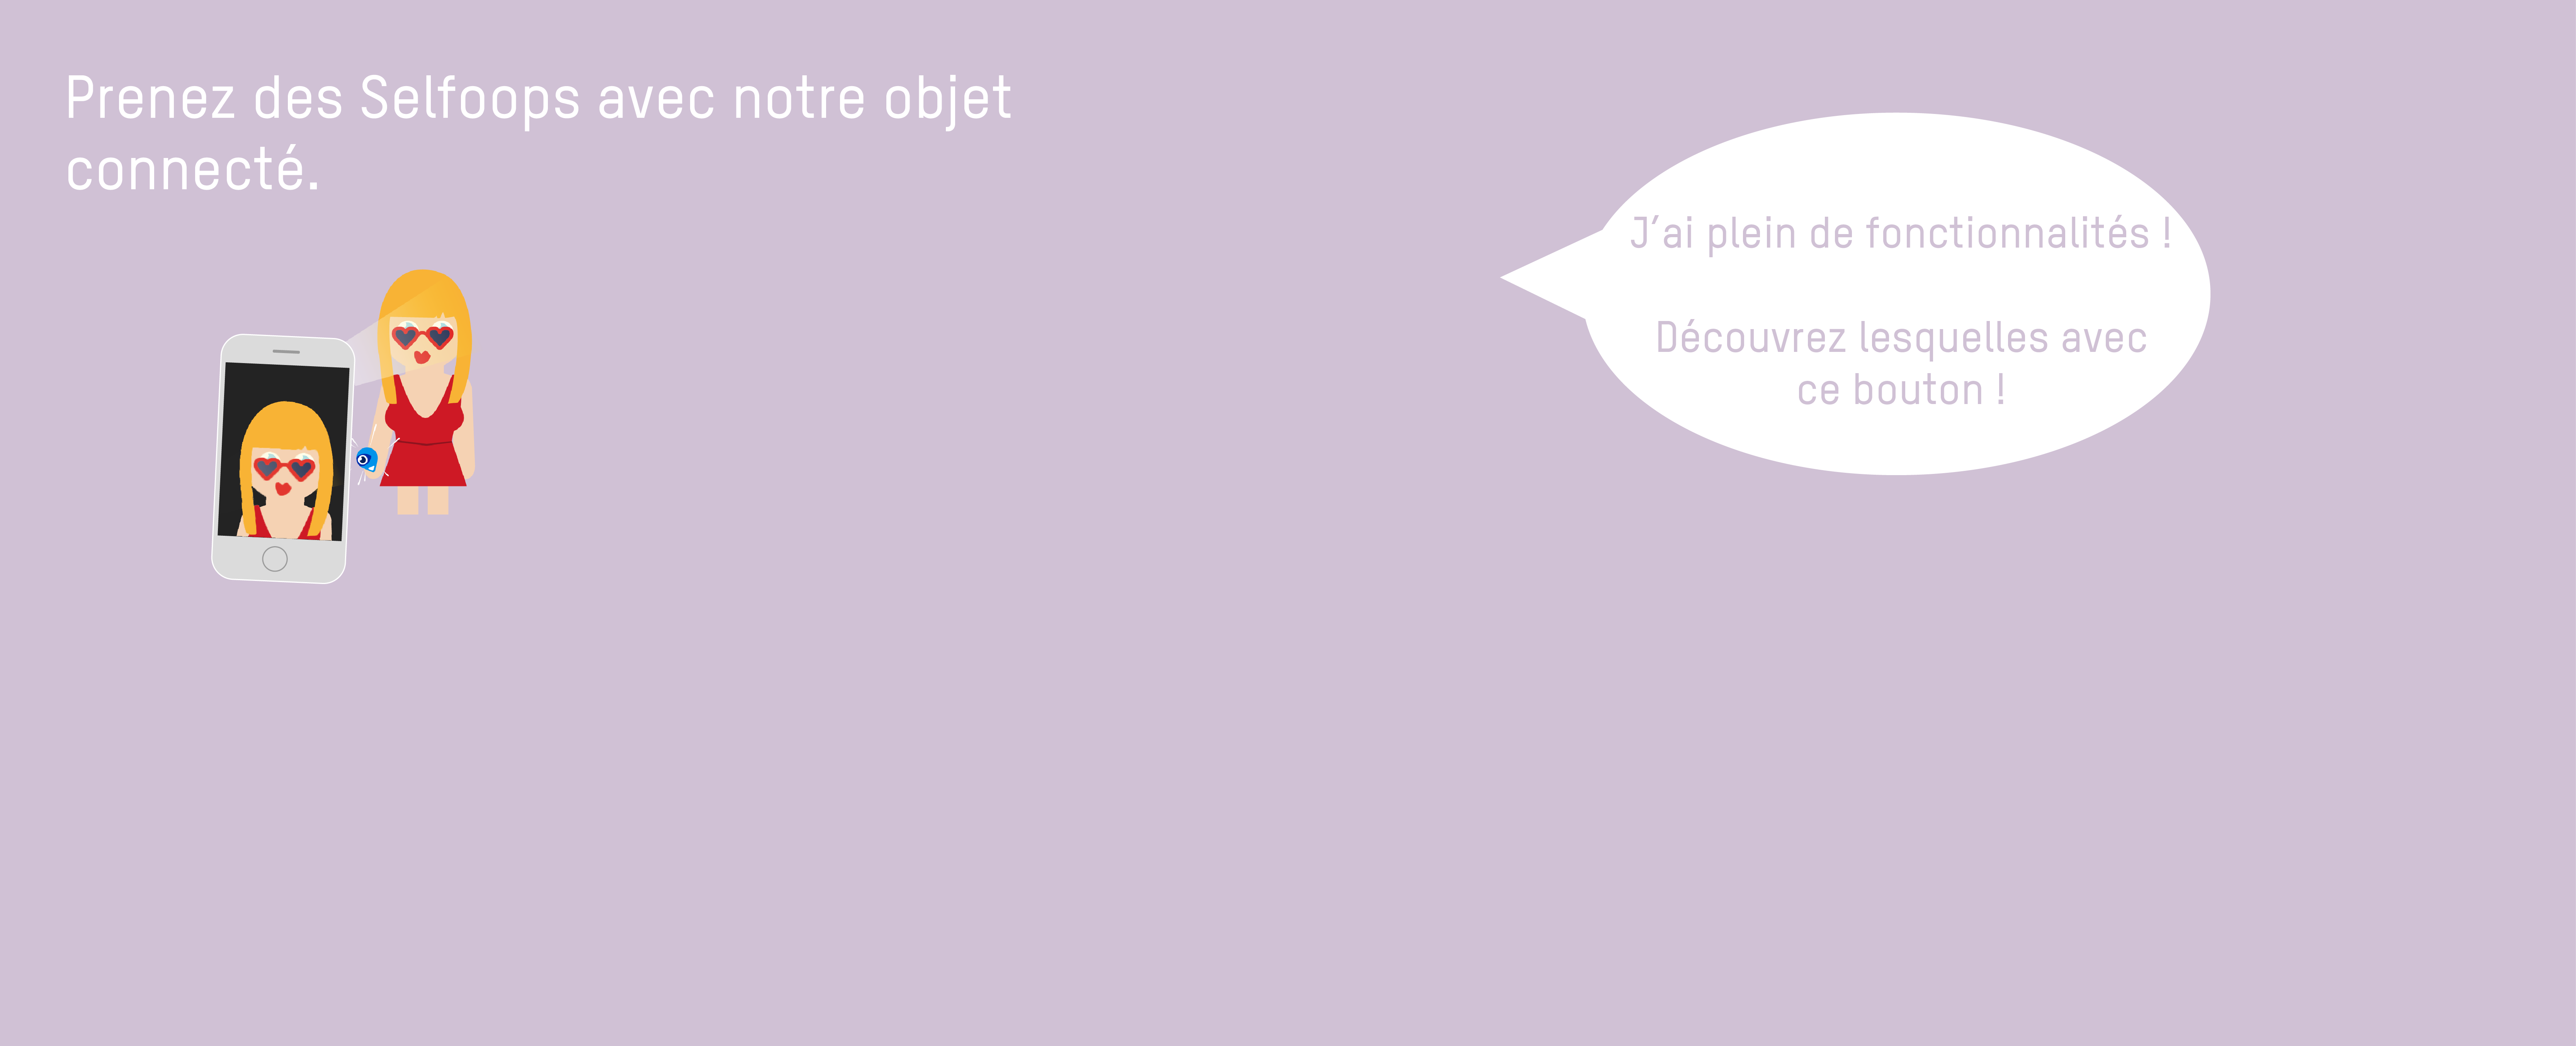 Prenez des Selfoops avec notre objet
connecté.
J'ai plein de fonctionnalités !
Découvrez lesquelles avec
ce bouton !